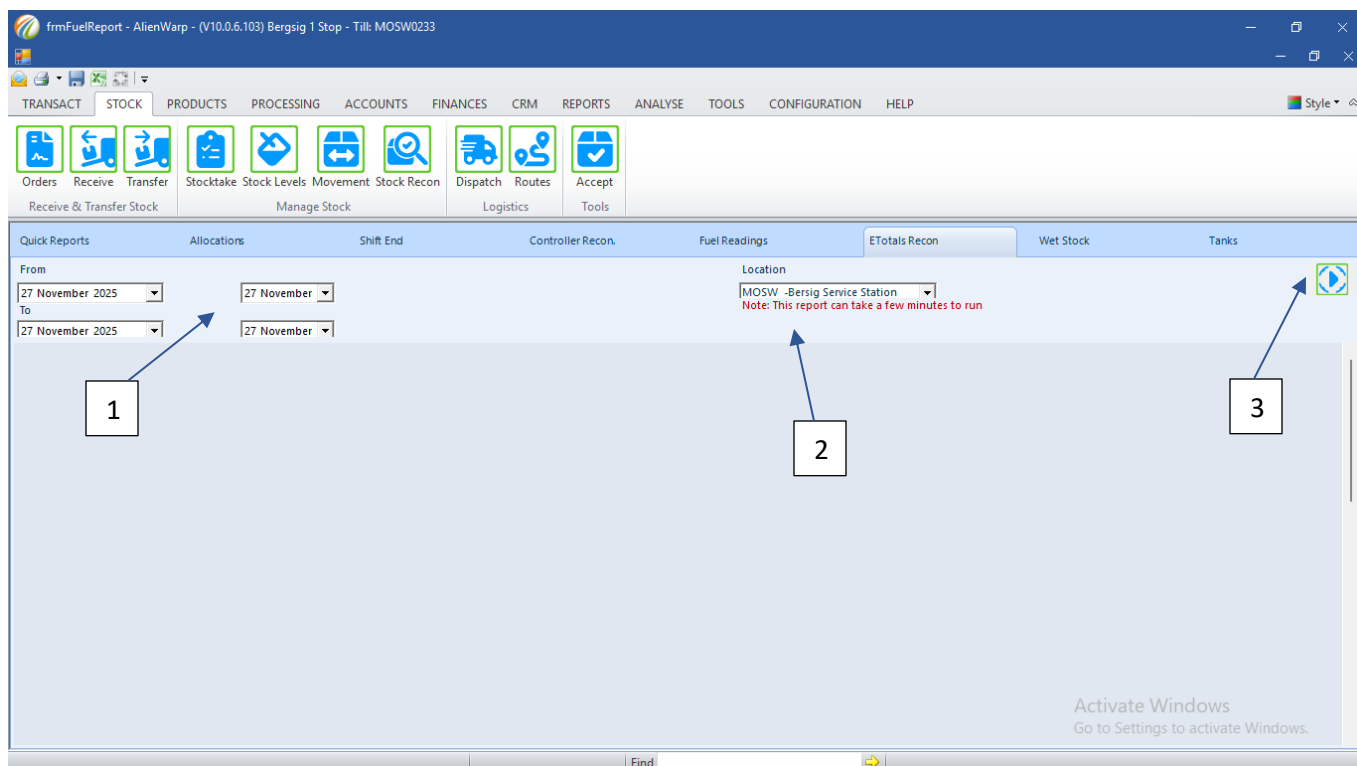 frmFuelReport - AlienWarp - (V10.0.6.103) Bergsig 1 Stop - Till: MOSW0233
TRANSACT STOCK PRODUCTS PROCESSING ACCOUNTS FINANCES CRM REPORTS ANALYSE TOOLS CONFIGURATION HELP Style
Orders Receive Transfer Stocktake Stock Levels Movement Stock Recon Dispatch Routes Accept
Receive & Transfer Stock Manage Stock Logistics Tools
Quick Reports Allocations Shift End Controller Recon. Fuel Readings ETotals Recon Wet Stock Tanks
From Location
27 November 2025 27 November MOSW -Bersig Service Station
To Note: This report can take a few minutes to run
27 November 2025 27 November
1
2
3
Activate Windows
Go to Settings to activate Windows.
Find